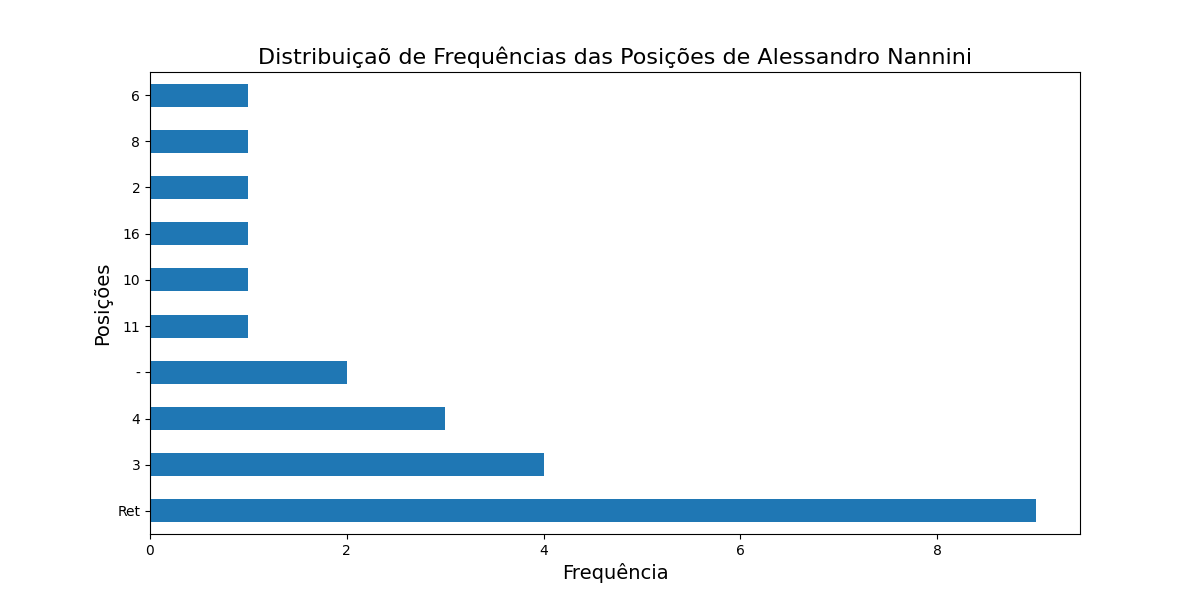 Distribuiçaõ de Frequências das Posições de Alessandro Nannini
6
8
2
16
10
11
-
4
3
Ret
Posições
0 2 4 6 8
Frequência